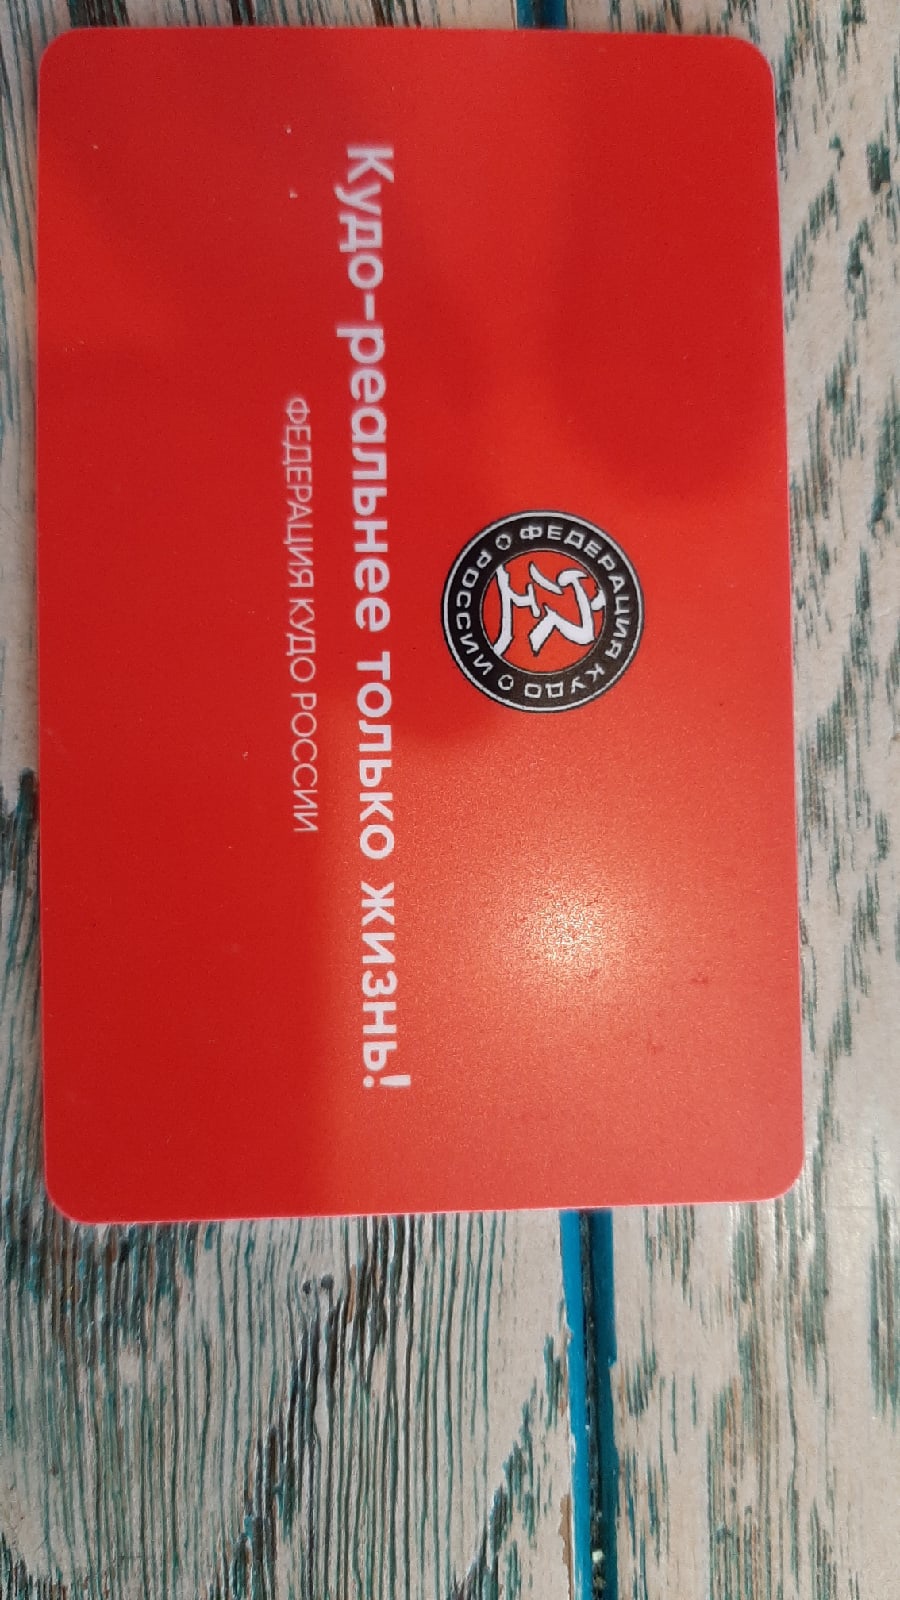 ФЕДЕРАЦИЯ КУДО
РОССИИ
Кудо-реальнее только жизнь!
ФЕДЕРАЦИЯ КУДО РОССИИ